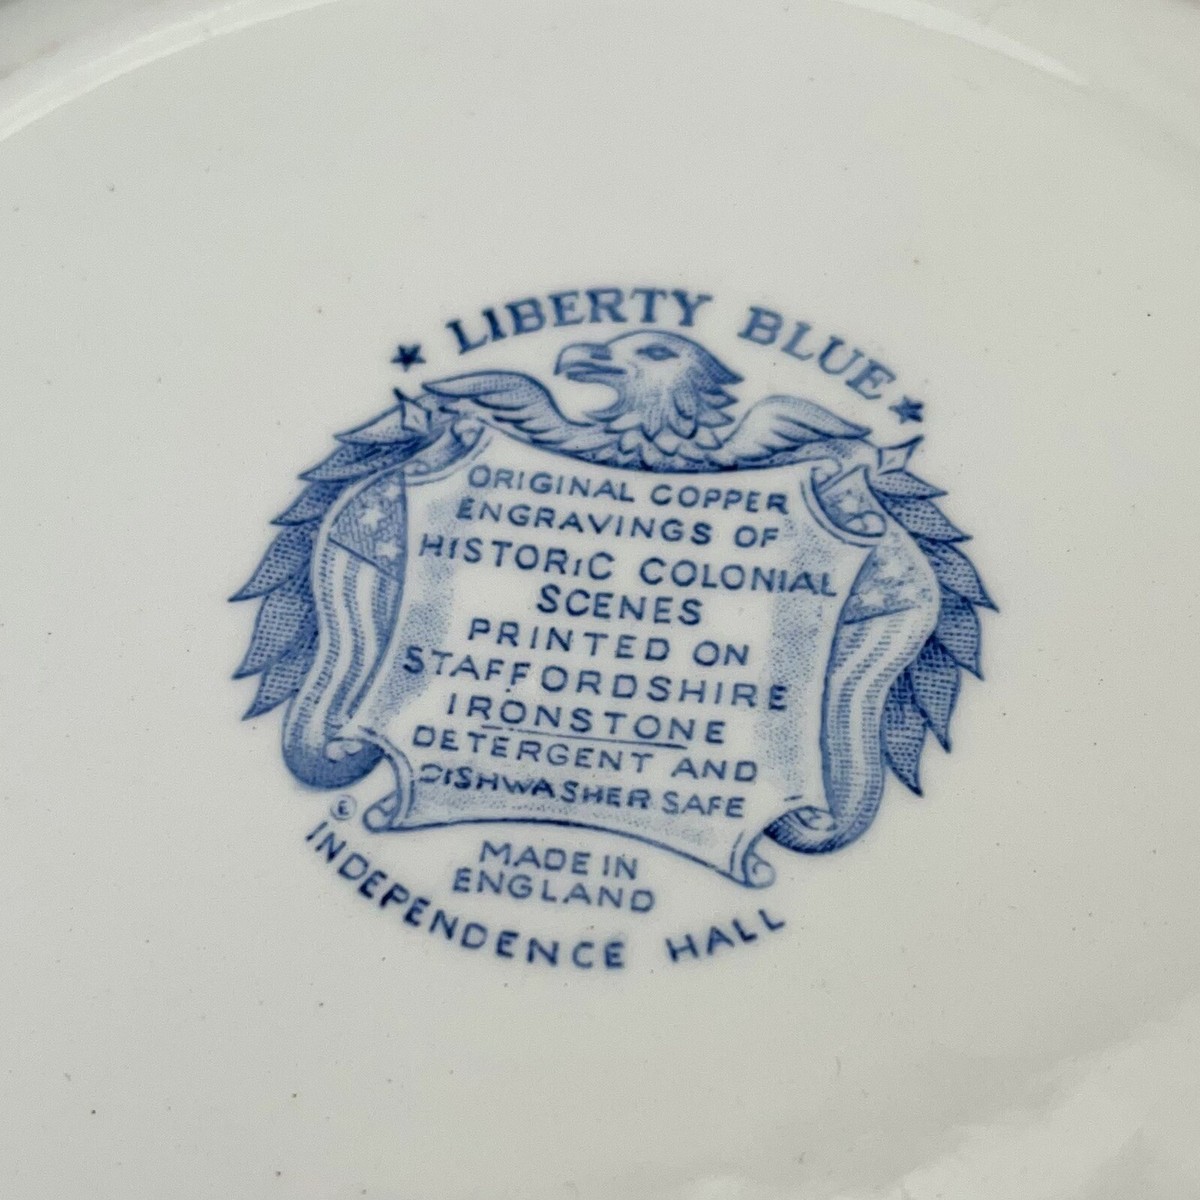 ★ LIBERTY BLUE ★
ORIGINAL COPPER
ENGRAVINGS OF
HISTORIC COLONIAL
SCENES
PRINTED ON
STAFFORDSHIRE
IRONSTONE
DETERGENT AND
DISHWASHER SAFE
MADE IN
ENGLAND
INDEPENDENCE HALL